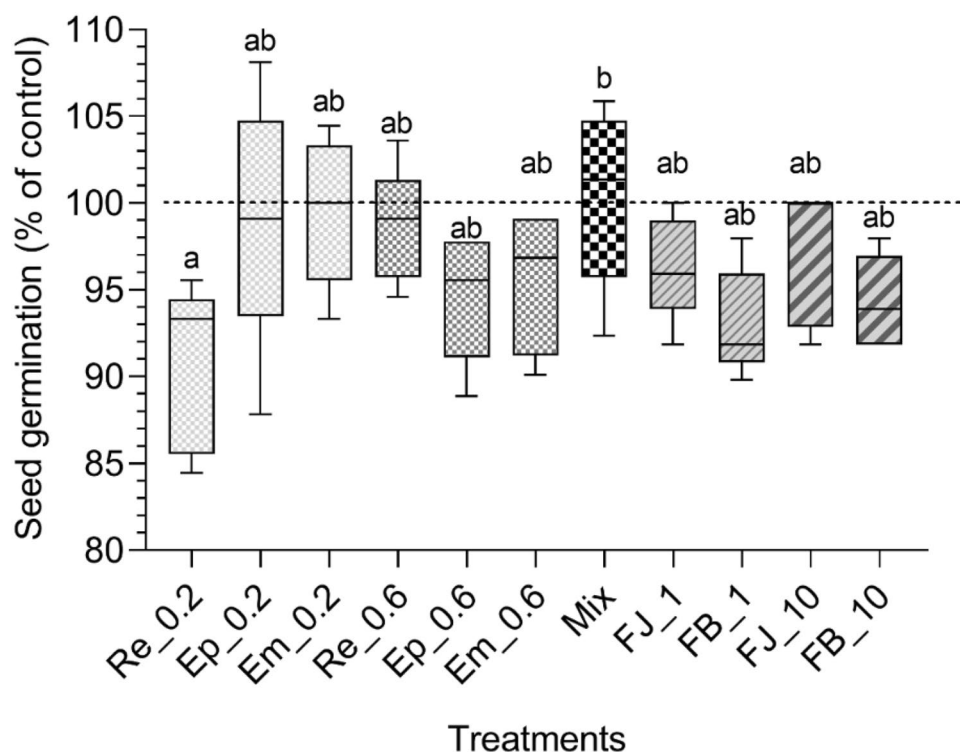 Seed germination (% of control)
110
105
100
95
90
85
80
a
ab
ab
ab
ab
ab
b
ab
ab
ab
ab
Re_0.2
Ep_0.2
Em_0.2
Re_0.6
Ep_0.6
Em_0.6
Mix
FJ_1
FB_1
FJ_10
FB_10
Treatments